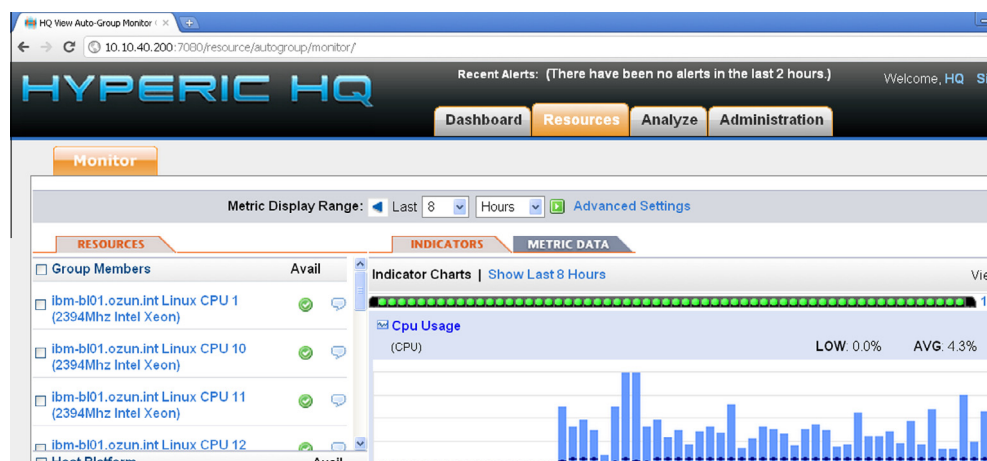 HQ View Auto-Group Monitor
10.10.40.200:7080/resource/autogroup/monitor/
HYPERIC HQ
Recent Alerts: (There have been no alerts in the last 2 hours.)
Welcome, HQ
Dashboard Resources Analyze Administration
Monitor
Metric Display Range: Last 8 Hours Advanced Settings
RESOURCES
INDICATORS METRIC DATA
Group Members Avail
Indicator Charts | Show Last 8 Hours
ibm-bl01.ozun.int Linux CPU 1
(2394Mhz Intel Xeon)
Cpu Usage
(CPU)
LOW: 0.0% AVG: 4.3%
ibm-bl01.ozun.int Linux CPU 10
(2394Mhz Intel Xeon)
ibm-bl01.ozun.int Linux CPU 11
(2394Mhz Intel Xeon)
ibm-bl01.ozun.int Linux CPU 12
Host Platform Avail